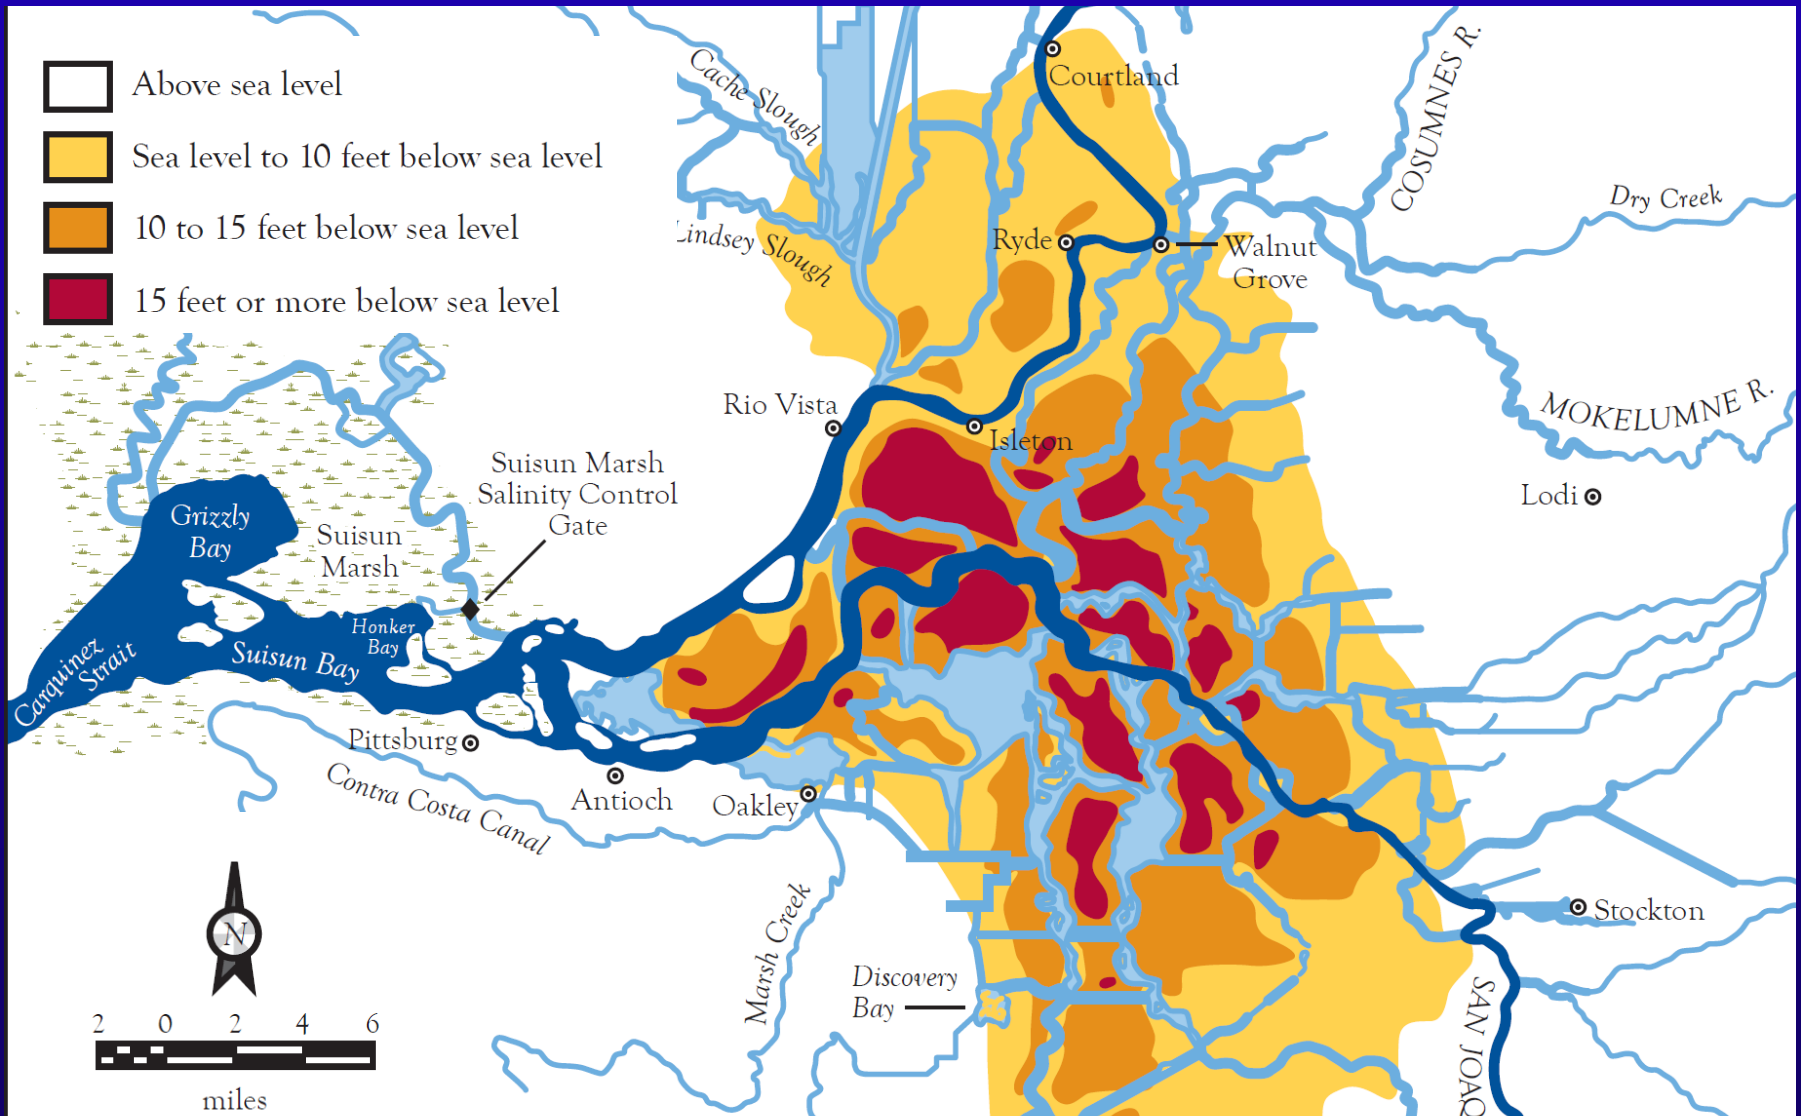 Above sea level
Sea level to 10 feet below sea level
10 to 15 feet below sea level
15 feet or more below sea level
Cache Slough
Lindsey Slough
Courtland
COSUMNES R.
Dry Creek
Ryde
Walnut
Grove
MOKELUMNE R.
Rio Vista
Isleton
Lodi
Suisun Marsh
Salinity Control
Gate
Grizzly
Bay
Suisun
Marsh
Honker
Bay
Suisun Bay
Carquinez
Strait
Pittsburg
Antioch
Oakley
Contra Costa Canal
Marsh Creek
Discovery
Bay
Stockton
SAN JOAQ
N
2 0 2 4 6
miles